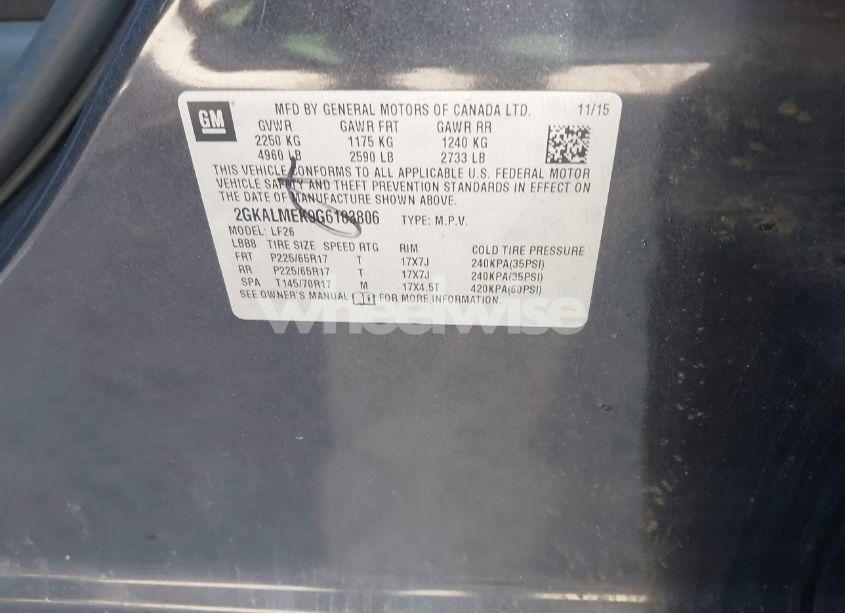 GM
MFD BY GENERAL MOTORS OF CANADA LTD. 11/15
GVWR GAWR FRT GAWR RR
2250 KG 1175 KG 1240 KG
4960 LB 2590 LB 2733 LB
THIS VEHICLE CONFORMS TO ALL APPLICABLE U.S. FEDERAL MOTOR
VEHICLE SAFETY AND THEFT PREVENTION STANDARDS IN EFFECT ON
THE DATE OF MANUFACTURE SHOWN ABOVE.
2GKALMEK9G6183806 TYPE: M.P.V.
MODEL: LF26
LBB8 TIRE SIZE SPEED RTG RIM COLD TIRE PRESSURE
FRT P225/65R17 T 17X7J 240KPA(35PSI)
RR P225/65R17 T 17X7J 240KPA(35PSI)
SPA T145/70R17 M 17X4.5T 420KPA(60PSI)
SEE OWNER'S MANUAL FOR MORE INFORMATION.
wheelwise